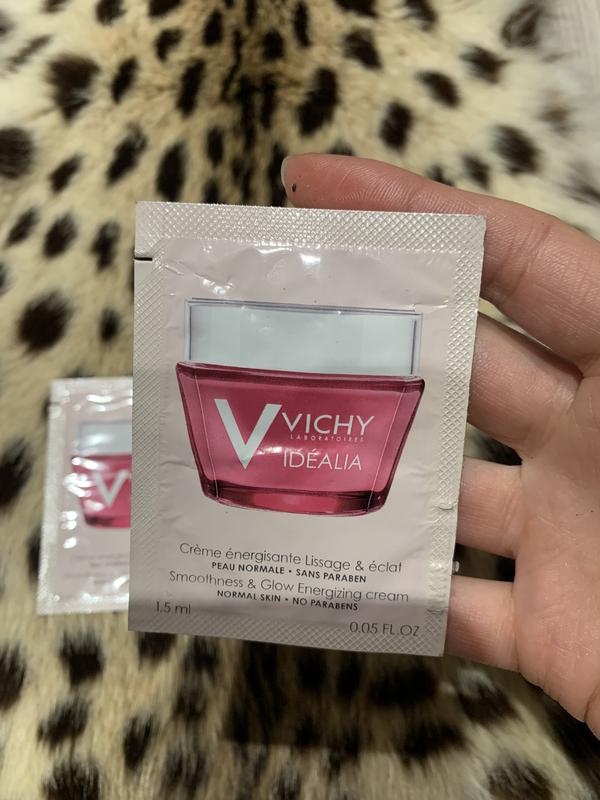 VICHY
LABORATOIRES
IDÉALIA
Crème énergisante Lissage & éclat
PEAU NORMALE • SANS PARABEN
Smoothness & Glow Energizing cream
NORMAL SKIN • NO PARABENS
1.5 ml
0.05 FL.OZ